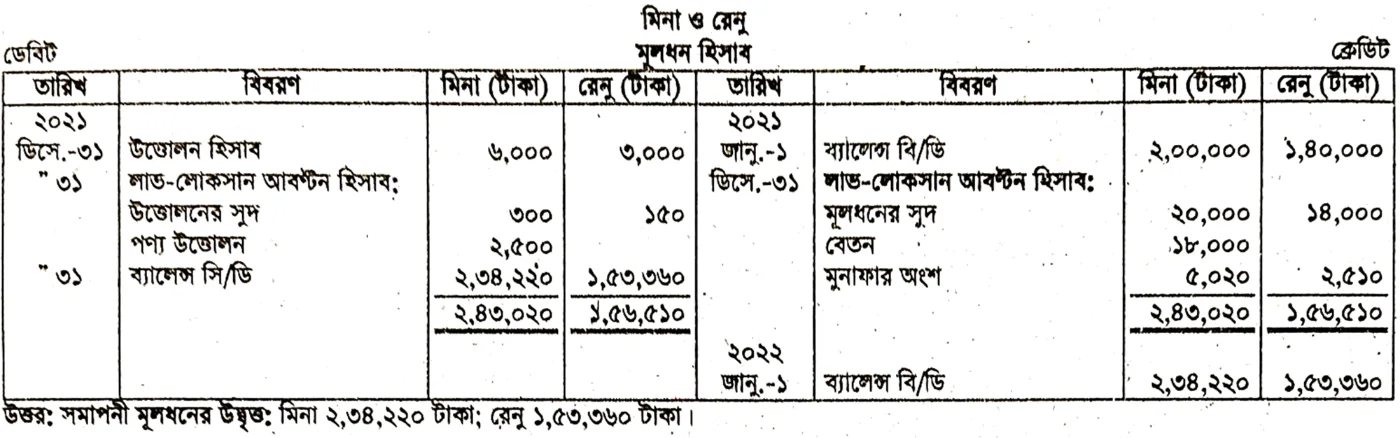 মিনা ও রেনু
মূলধন হিসাব
ডেবিট ক্রেডিট
তারিখ বিবরণ মিনা (টাকা) রেনু (টাকা) তারিখ বিবরণ মিনা (টাকা) রেনু (টাকা)
২০২১ ২০২১
ডিসে.-৩১ উত্তোলন হিসাব ৬,০০০ ৩,০০০ জানু.-১ ব্যালেন্স বি/ডি ২,০০,০০০ ১,৪০,০০০
" ৩১ লাভ-লোকসান আবণ্টন হিসাব: ডিসে.-৩১ লাভ-লোকসান আবণ্টন হিসাব:
উত্তোলনের সুদ ৩০০ ১৫০ মূলধনের সুদ ২০,০০০ ১৪,০০০
পণ্য উত্তোলন ২,৫০০ বেতন ১৮,০০০
" ৩১ ব্যালেন্স সি/ডি ২,৩৪,২২০ ১,৫৩,৩৬০ মুনাফার অংশ ৫,০২০ ২,৫১০
২,৪৩,০২০ ১,৫৬,৫১০ ২,৪৩,০২০ ১,৫৬,৫১০
২০২২
জানু.-১ ব্যালেন্স বি/ডি ২,৩৪,২২০ ১,৫৩,৩৬০
উত্তর: সমাপনী মূলধনের উদ্বৃত্ত: মিনা ২,৩৪,২২০ টাকা; রেনু ১,৫৩,৩৬০ টাকা।